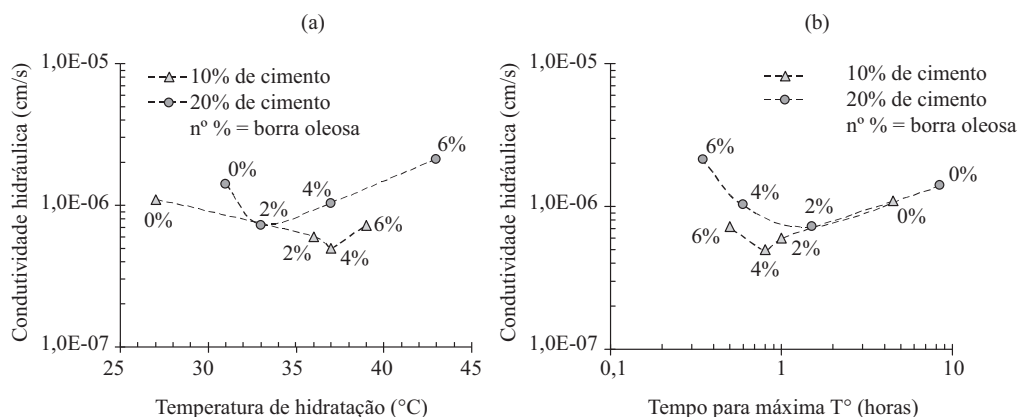 (a)
Condutividade hidráulica (cm/s)
1,0E-05
1,0E-06
1,0E-07
10% de cimento
20% de cimento
nº % = borra oleosa
0%
0%
2%
2%
4%
4%
6%
6%
25
30
35
40
45
Temperatura de hidratação (°C)
(b)
Condutividade hidráulica (cm/s)
1,0E-05
1,0E-06
1,0E-07
10% de cimento
20% de cimento
nº % = borra oleosa
6%
4%
2%
0%
6%
4%
2%
0%
0,1
1
10
Tempo para máxima T° (horas)